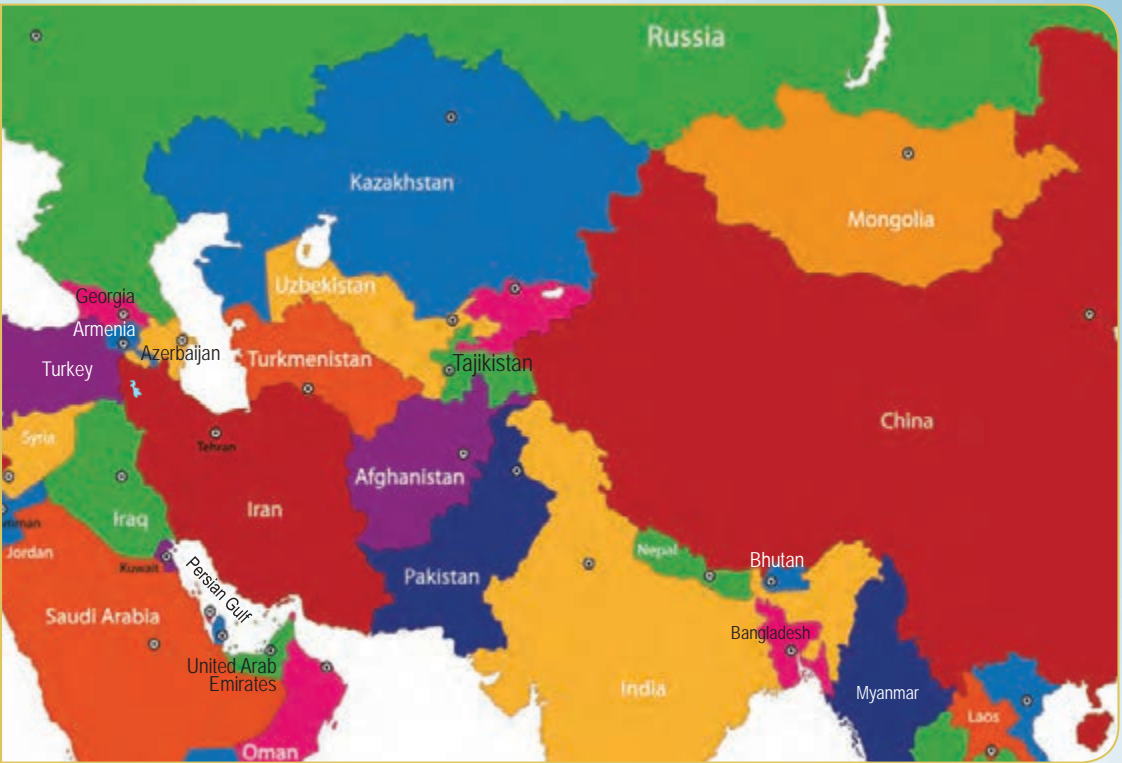 Russia
Kazakhstan
Mongolia
Uzbekistan
Georgia
Armenia
Azerbaijan
Turkey
Turkmenistan
Tajikistan
China
Syria
Tehran
Afghanistan
Iran
Iraq
Jordan
Kuwait
Persian Gulf
Pakistan
Nepal
Bhutan
Saudi Arabia
Bangladesh
United Arab
Emirates
India
Myanmar
Laos
Oman